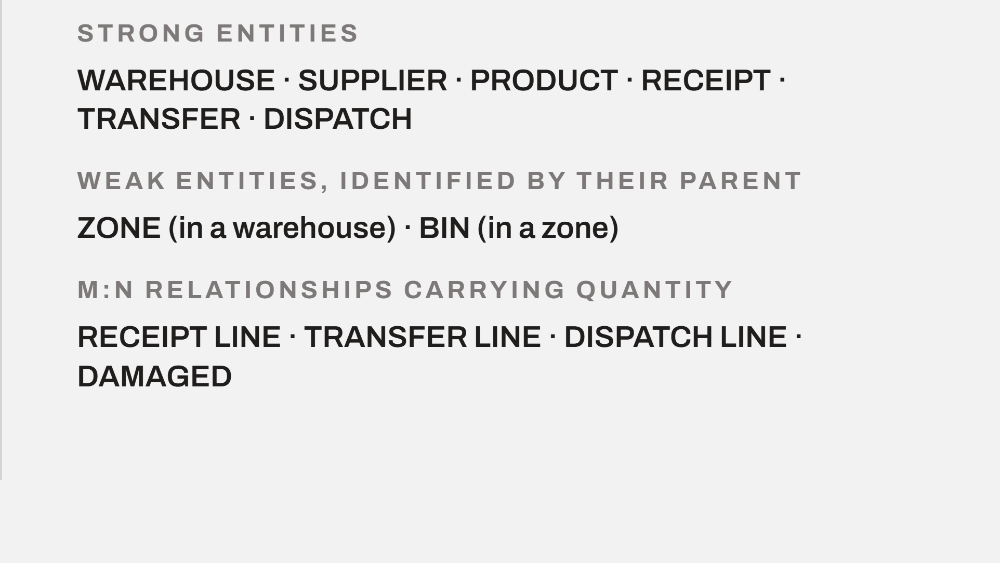 STRONG ENTITIES
WAREHOUSE · SUPPLIER · PRODUCT · RECEIPT ·
TRANSFER · DISPATCH
WEAK ENTITIES, IDENTIFIED BY THEIR PARENT
ZONE (in a warehouse) · BIN (in a zone)
M:N RELATIONSHIPS CARRYING QUANTITY
RECEIPT LINE · TRANSFER LINE · DISPATCH LINE ·
DAMAGED